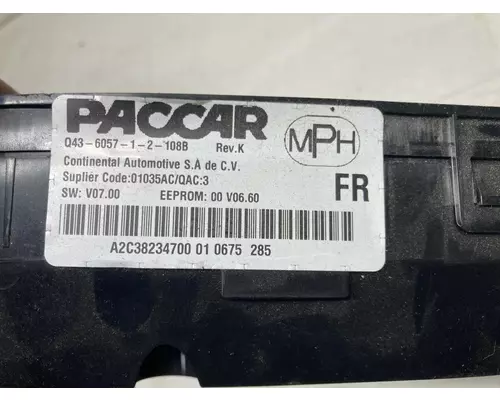 PACCAR
Q43-6057-1-2-108B Rev.K
MPH
Continental Automotive S.A de C.V.
Suplier Code:01035AC/QAC:3
FR
SW: V07.00 EEPROM: 00 V06.60
A2C38234700 01 0675 285